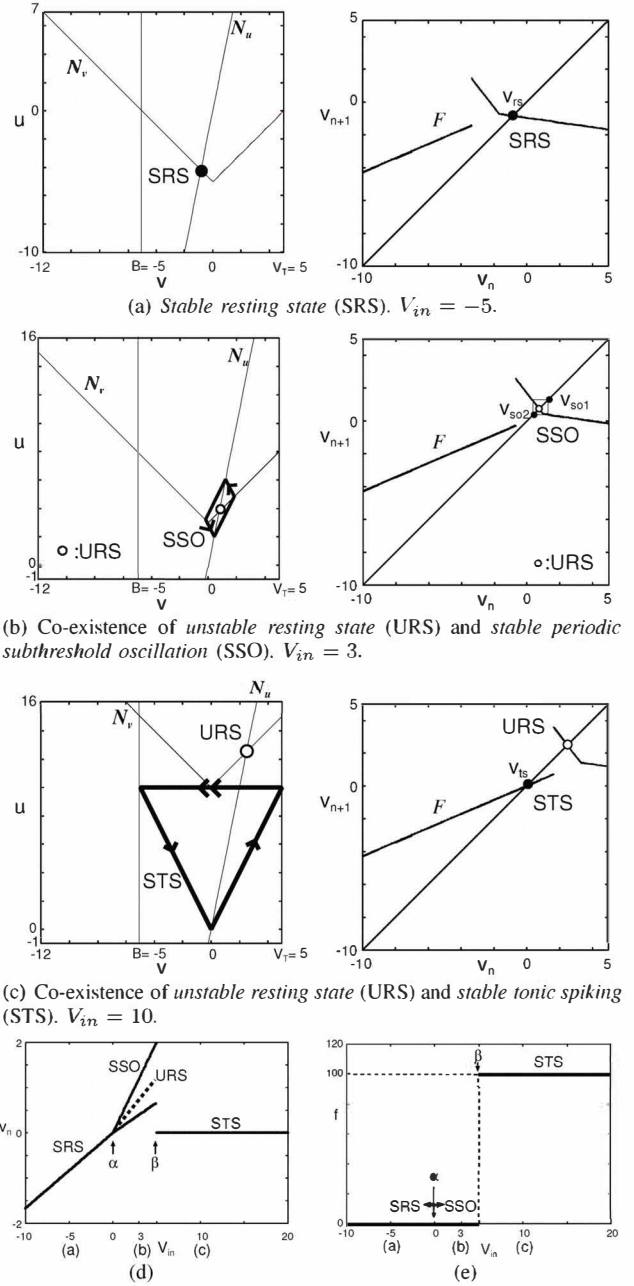 7
N_v
N_u
u
0
SRS
-10
-12
B= -5
0
V_T= 5
v
5
v_rs
V_n+1
0
F
SRS
-10
-10
0
5
V_n
(a) Stable resting state (SRS). V_in = −5.
16
N_v
N_u
u
SSO
:URS
0
-1
-12
B= -5
0
V_T= 5
v
5
V_n+1
0
v_so2
v_so1
SSO
F
:URS
-10
-10
0
5
V_n
(b) Co-existence of unstable resting state (URS) and stable periodic
subthreshold oscillation (SSO). V_in = 3.
16
N_v
N_u
URS
u
STS
0
-1
-12
B= -5
0
V_T= 5
v
5
URS
V_n+1
0
v_ts
STS
F
-10
-10
0
5
V_n
(c) Co-existence of unstable resting state (URS) and stable tonic spiking
(STS). V_in = 10.
2
SSO
URS
V_n
0
SRS
STS
α
β
-2
-10
0
3
10
20
(a)
(b)
V_in
(c)
(d)
120
β
STS
100
80
f
40
α
SRS
SSO
0
-10
0
3
10
20
(a)
(b)
V_in
(c)
(e)